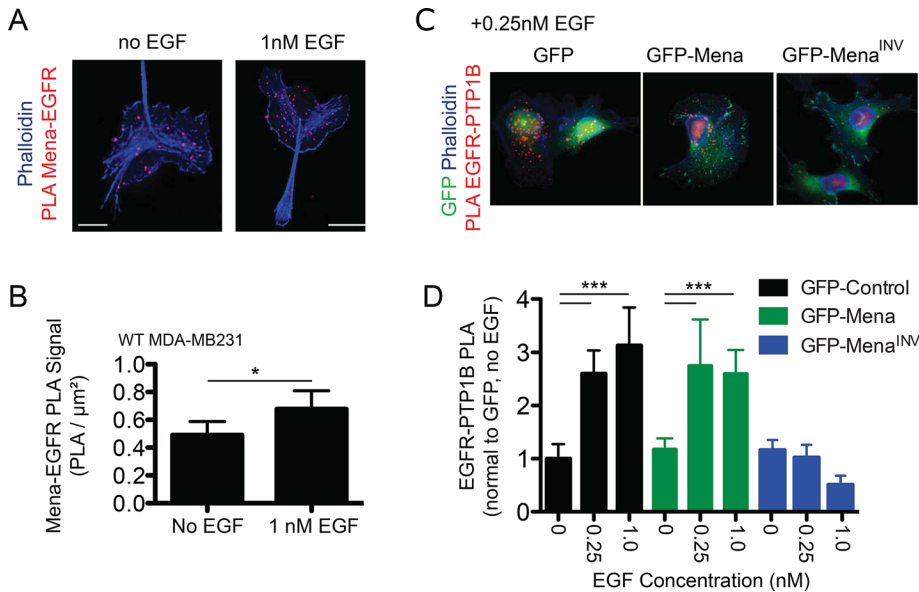 A
no EGF
1nM EGF
Phalloidin
PLA Mena-EGFR
B
WT MDA-MB231
*
Mena-EGFR PLA Signal
(PLA / µm²)
1.0
0.8
0.6
0.4
0.2
0.0
No EGF
1 nM EGF
C
+0.25nM EGF
GFP
GFP-Mena
GFP-Mena^INV
GFP Phalloidin
PLA EGFR-PTP1B
D
***
***
GFP-Control
GFP-Mena
GFP-Mena^INV
EGFR-PTP1B PLA
(normal to GFP, no EGF)
4
3
2
1
0
0
0.25
1.0
0
0.25
1.0
0
0.25
1.0
EGF Concentration (nM)